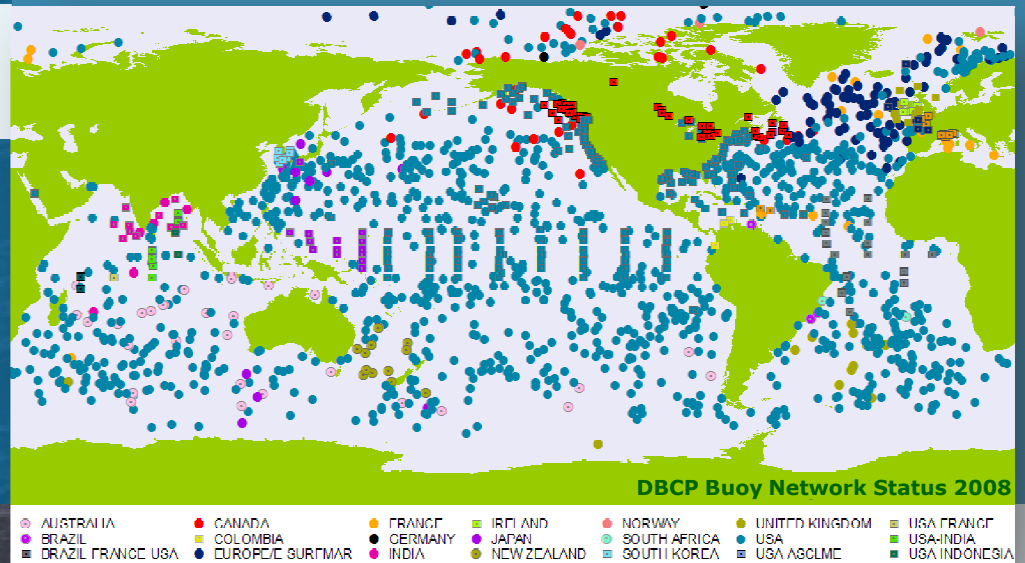 DBCP Buoy Network Status 2008
AUSTRALIA CANADA FRANCE IRELAND NORWAY UNITED KINGDOM USA FRANCE
BRAZIL COLOMBIA GERMANY JAPAN SOUTH AFRICA USA USA-INDIA
BRAZIL FRANCE USA EUROPE/E SURFMAR INDIA NEW ZEALAND SOUTH KOREA USA ASCLME USA INDONESIA